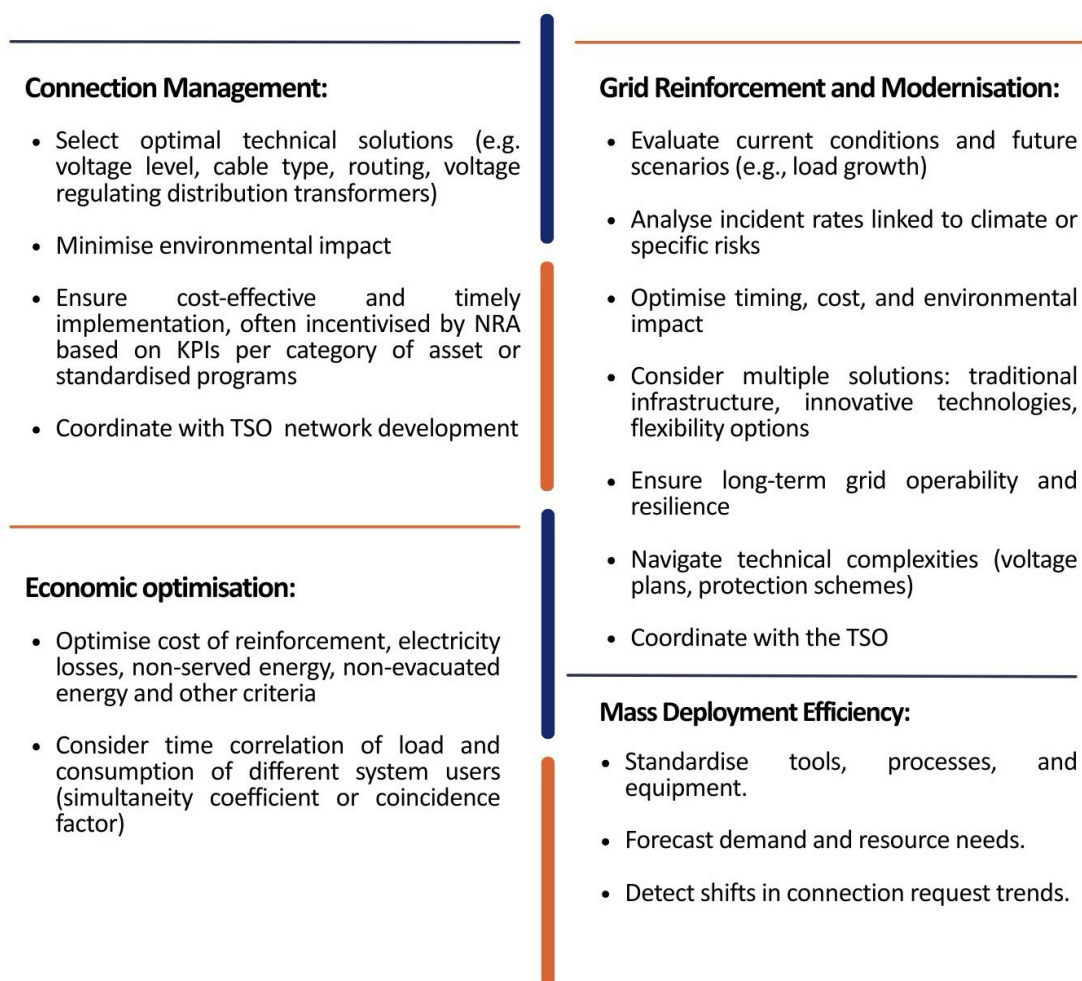 Connection Management:
• Select optimal technical solutions (e.g.
voltage level, cable type, routing, voltage
regulating distribution transformers)
• Minimise environmental impact
• Ensure cost-effective and timely
implementation, often incentivised by NRA
based on KPIs per category of asset or
standardised programs
• Coordinate with TSO network development
Economic optimisation:
• Optimise cost of reinforcement, electricity
losses, non-served energy, non-evacuated
energy and other criteria
• Consider time correlation of load and
consumption of different system users
(simultaneity coefficient or coincidence
factor)
Grid Reinforcement and Modernisation:
• Evaluate current conditions and future
scenarios (e.g., load growth)
• Analyse incident rates linked to climate or
specific risks
• Optimise timing, cost, and environmental
impact
• Consider multiple solutions: traditional
infrastructure, innovative technologies,
flexibility options
• Ensure long-term grid operability and
resilience
• Navigate technical complexities (voltage
plans, protection schemes)
• Coordinate with the TSO
Mass Deployment Efficiency:
• Standardise tools, processes, and
equipment.
• Forecast demand and resource needs.
• Detect shifts in connection request trends.